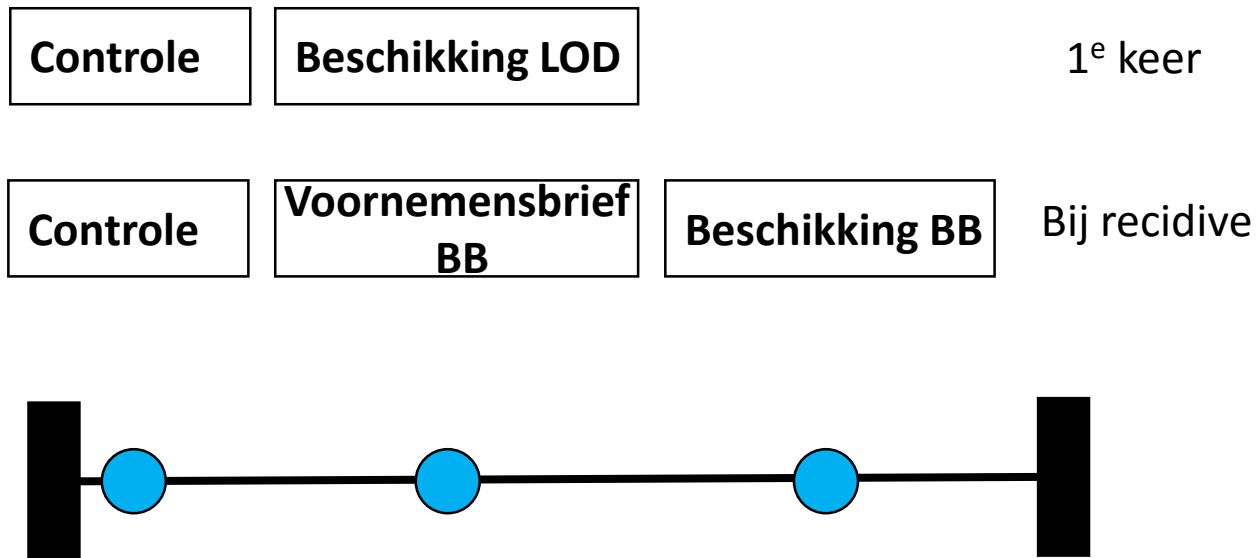 Controle
Beschikking LOD
1e keer
Controle
Voornemensbrief
BB
Beschikking BB
Bij recidive